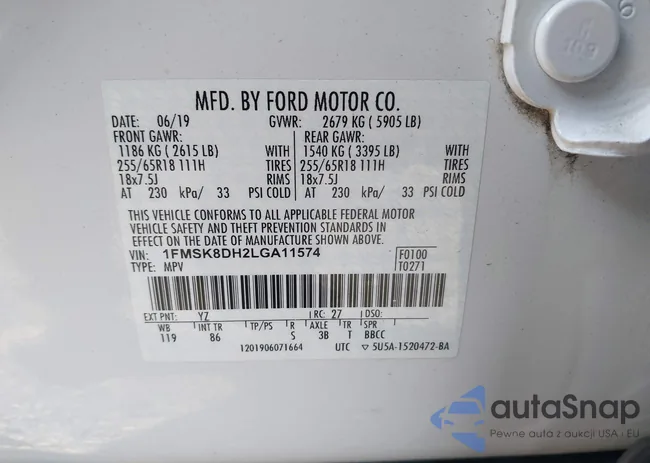 MFD. BY FORD MOTOR CO.
DATE: 06/19 GVWR: 2679 KG ( 5905 LB)
FRONT GAWR: REAR GAWR:
1186 KG ( 2615 LB) WITH 1540 KG ( 3395 LB) WITH
255/65R18 111H TIRES 255/65R18 111H TIRES
18x7.5J RIMS 18x7.5J RIMS
AT 230 kPa/ 33 PSI COLD AT 230 kPa/ 33 PSI COLD
THIS VEHICLE CONFORMS TO ALL APPLICABLE FEDERAL MOTOR
VEHICLE SAFETY AND THEFT PREVENTION STANDARDS IN
EFFECT ON THE DATE OF MANUFACTURE SHOWN ABOVE.
VIN: 1FMSK8DH2LGA11574 F0100
TYPE: MPV T0271
EXT PNT: YZ RC: 27 DSO:
WB INT TR TP/PS R AXLE TR SPR
119 86 S 3B T BBCC
1201906071664 UTC ▽ 5U5A-1520472-BA
10.9
6
autaSnap
Pewne auta z aukcji USA i EU